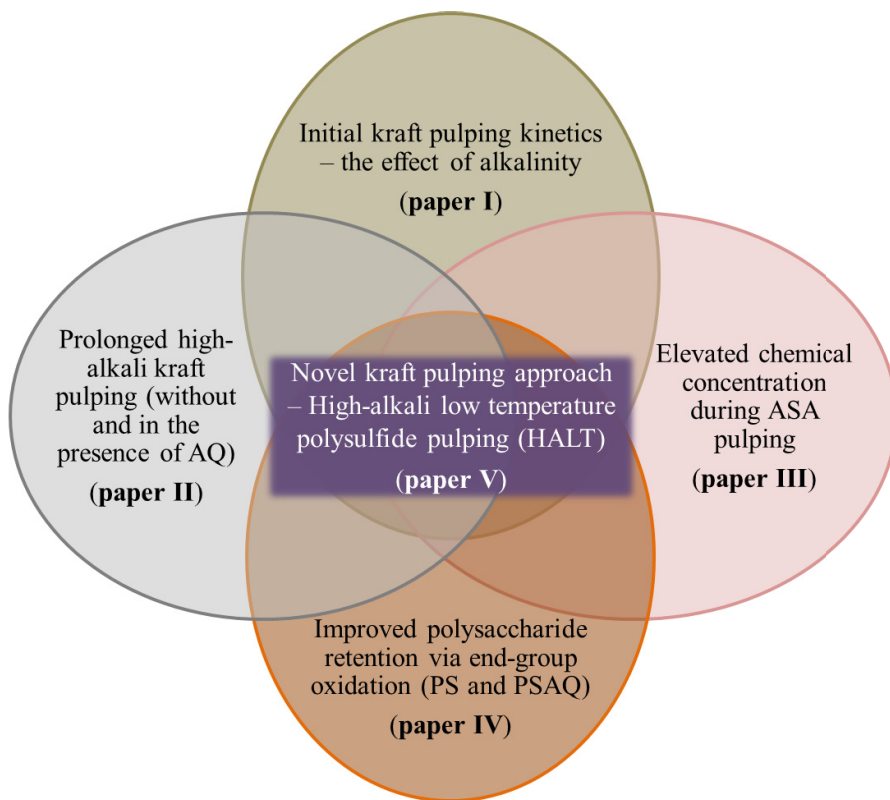 Initial kraft pulping kinetics
– the effect of alkalinity
(paper I)
Prolonged high-
alkali kraft
pulping (without
and in the
presence of AQ)
(paper II)
Novel kraft pulping approach
– High-alkali low temperature
polysulfide pulping (HALT)
(paper V)
Elevated chemical
concentration
during ASA
pulping
(paper III)
Improved polysaccharide
retention via end-group
oxidation (PS and PSAQ)
(paper IV)